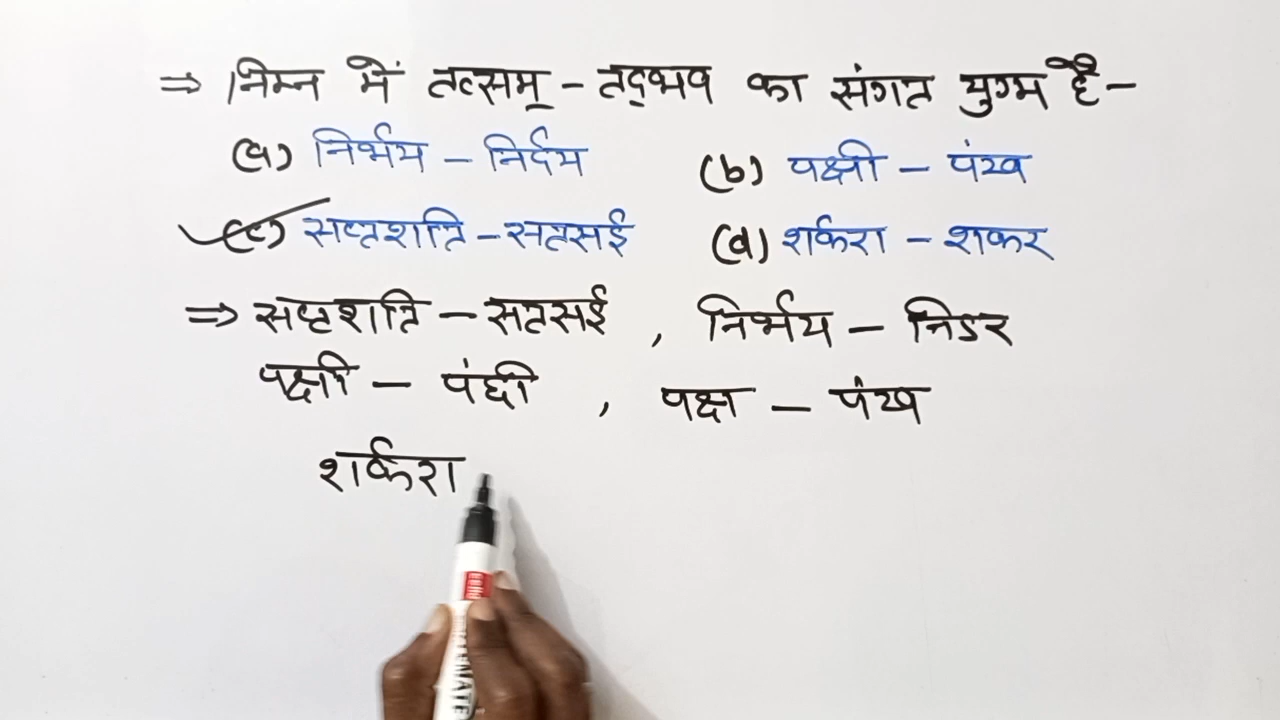 ⇒ निम्न में तत्सम् - तद्भव का संगत युग्म है -
(a) निर्भय - निर्दय (b) पक्षी - पंख
(c) सप्तशति - सतसई (d) शर्करा - शकर
⇒ सप्तशति - सतसई , निर्भय - निडर
पक्षी - पंछी , पक्ष - पंख
शर्करा